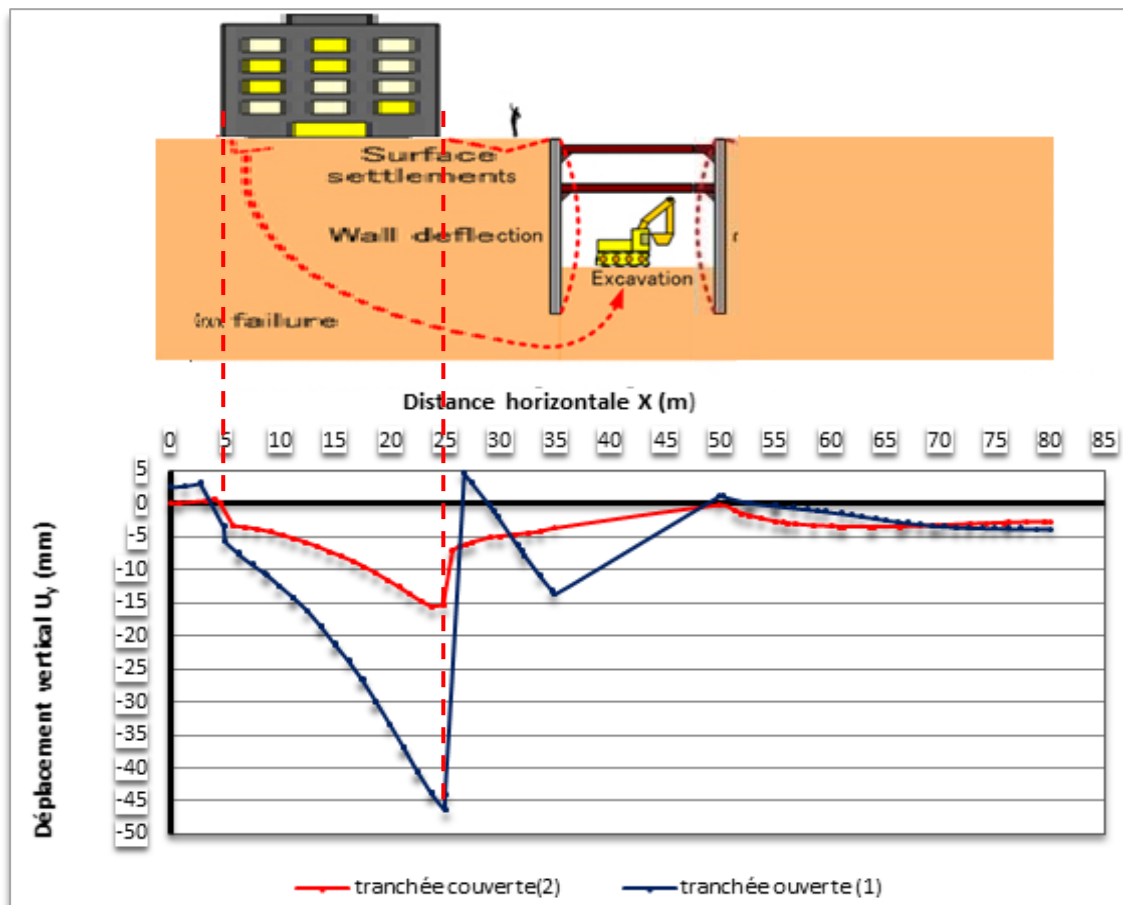 Surface
settlements
Wall deflection
Excavation
faillure
Distance horizontale X (m)
0 5 10 15 20 25 30 35 40 45 50 55 60 65 70 75 80 85
5
0
-5
-10
-15
-20
-25
-30
-35
-40
-45
-50
Déplacement vertical Uy (mm)
tranchée couverte(2) tranchée ouverte (1)